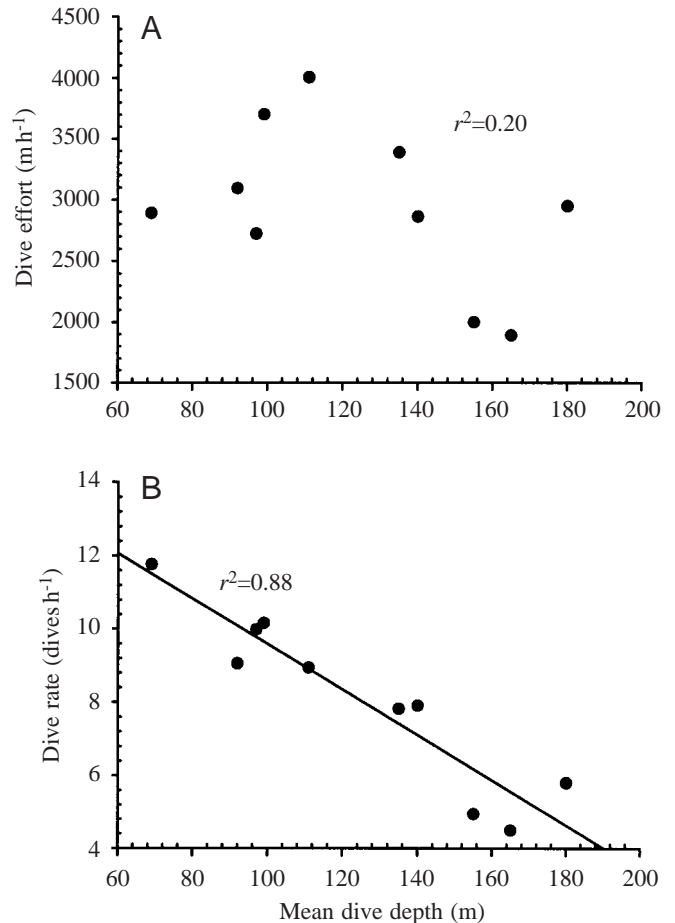 A
4500
4000
3500
3000
2500
2000
1500
Dive effort (m h⁻¹)
r²=0.20
60 80 100 120 140 160 180 200
B
14
12
10
8
6
4
Dive rate (dives h⁻¹)
r²=0.88
60 80 100 120 140 160 180 200
Mean dive depth (m)